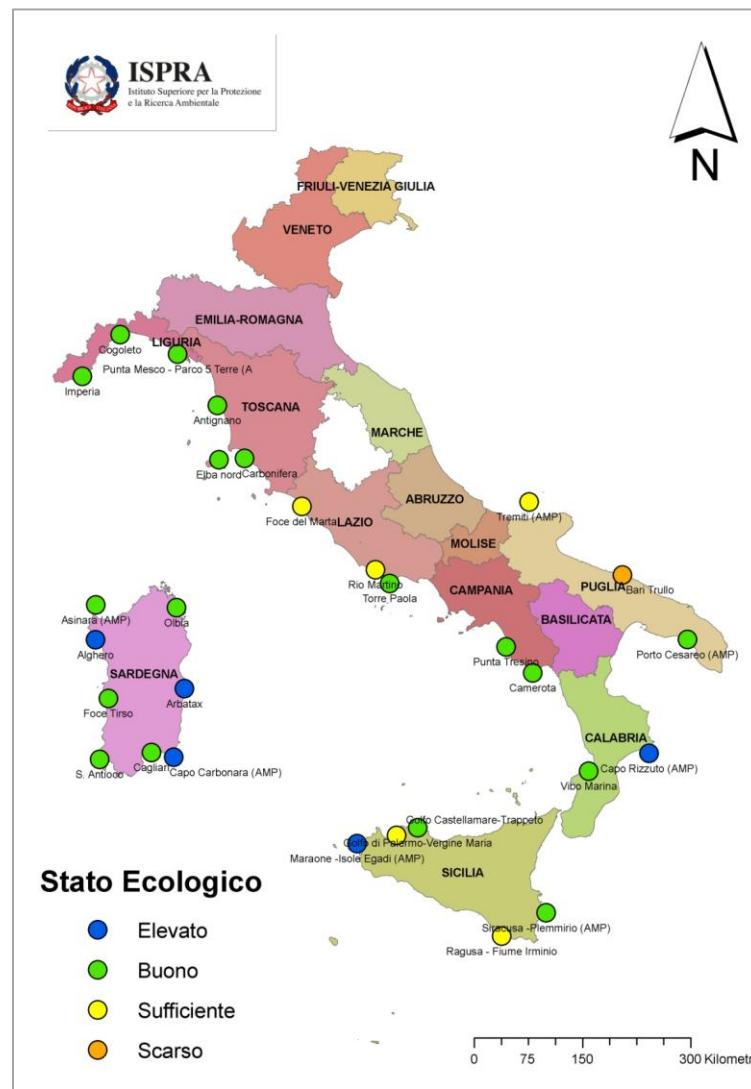 ISPRA
Istituto Superiore per la Protezione
e la Ricerca Ambientale
N
FRIULI-VENEZIA GIULIA
VENETO
EMILIA-ROMAGNA
LIGURIA
Cogoleto
Punta Mesco - Parco 5 Terre (A
Imperia
TOSCANA
Antignano
MARCHE
Elba nord
Carbonifera
ABRUZZO
Foce del Marta
LAZIO
Tremiti (AMP)
MOLISE
Rio Martino
Torre Paola
CAMPANIA
PUGLIA
Bari Trullo
BASILICATA
Asinara (AMP)
Olbia
Alghero
Punta Tresino
Porto Cesareo (AMP)
SARDEGNA
Camerota
Arbatax
Foce Tirso
CALABRIA
Cagliari
S. Antioco
Capo Carbonara (AMP)
Capo Rizzuto (AMP)
Vibo Marina
Golfo Castellamare-Trappeto
Golfo di Palermo-Vergine Maria
Maraone -Isole Egadi (AMP)
SICILIA
Siracusa -Plemmirio (AMP)
Ragusa - Fiume Irminio
Stato Ecologico
Elevato
Buono
Sufficiente
Scarso
0 75 150 300 Kilometri